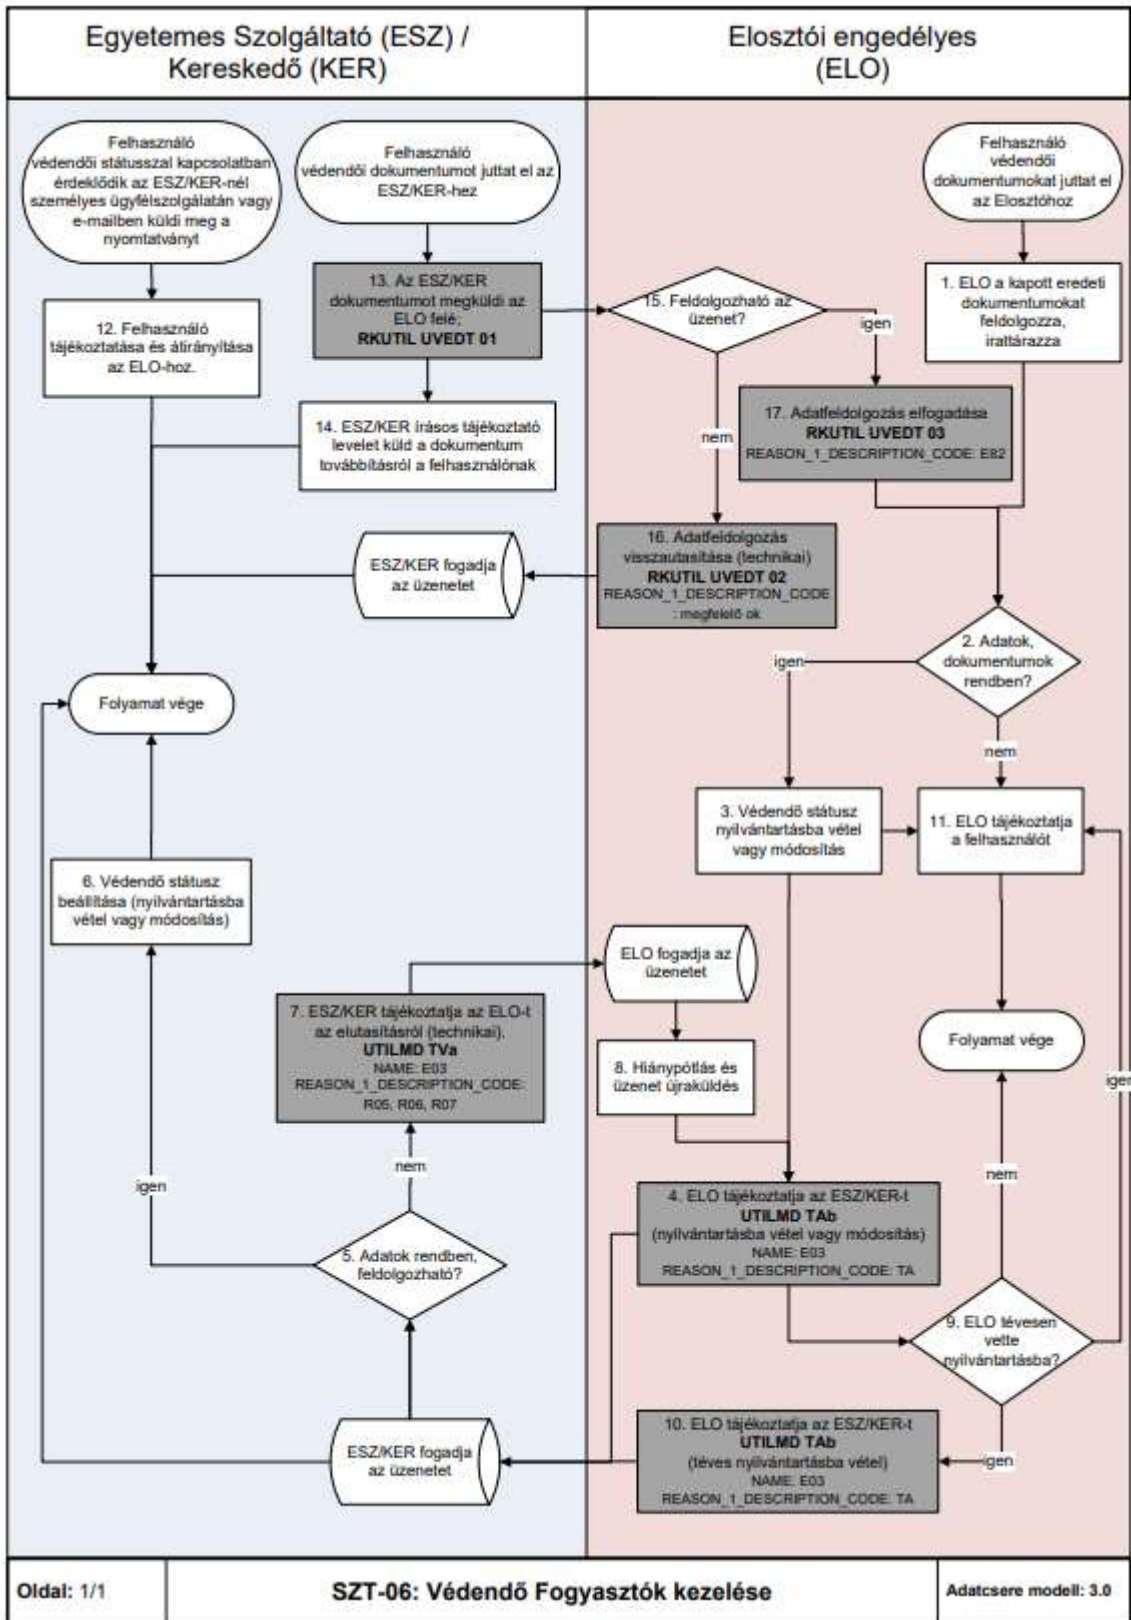 Egyetemes Szolgáltató (ESZ) /
Kereskedő (KER)
Elosztói engedélyes
(ELO)
Felhasználó
védendői státusszal kapcsolatban
érdeklődik az ESZ/KER-nél
személyes ügyfélszolgálatán vagy
e-mailben küldi meg a
nyomtatványt
Felhasználó
védendői dokumentumot juttat el az
ESZ/KER-hez
Felhasználó
védendői
dokumentumokat juttat el
az Elosztóhoz
12. Felhasználó
tájékoztatása és átirányítása
az ELO-hoz.
13. Az ESZ/KER
dokumentumot megküldi az
ELO felé;
RKUTIL UVEDT 01
15. Feldolgozható az
üzenet?
igen
nem
1. ELO a kapott eredeti
dokumentumokat
feldolgozza,
irattárazza
14. ESZ/KER írásos tájékoztató
levelet küld a dokumentum
továbbításról a felhasználónak
17. Adatfeldolgozás elfogadása
RKUTIL UVEDT 03
REASON_1_DESCRIPTION_CODE: E82
ESZ/KER fogadja
az üzenetet
16. Adatfeldolgozás
visszautasítása (technikai)
RKUTIL UVEDT 02
REASON_1_DESCRIPTION_CODE
: megfelelő ok
2. Adatok,
dokumentumok
rendben?
igen
nem
Folyamat vége
3. Védendő státusz
nyilvántartásba vétel
vagy módosítás
11. ELO tájékoztatja
a felhasználót
6. Védendő státusz
beállítása (nyilvántartásba
vétel vagy módosítás)
ELO fogadja az
üzenetet
7. ESZ/KER tájékoztatja az ELO-t
az elutasításról (technikai).
UTILMD TVa
NAME: E03
REASON_1_DESCRIPTION_CODE:
R05, R06, R07
8. Hiánypótlás és
üzenet újraküldés
Folyamat vége
igen
nem
igen
nem
4. ELO tájékoztatja az ESZ/KER-t
UTILMD TAb
(nyilvántartásba vétel vagy módosítás)
NAME: E03
REASON_1_DESCRIPTION_CODE: TA
5. Adatok rendben,
feldolgozható?
9. ELO tévesen
vette
nyilvántartásba?
ESZ/KER fogadja
az üzenetet
10. ELO tájékoztatja az ESZ/KER-t
UTILMD TAb
(téves nyilvántartásba vétel)
NAME: E03
REASON_1_DESCRIPTION_CODE: TA
igen
Oldal: 1/1
SZT-06: Védendő Fogyasztók kezelése
Adatcsere modell: 3.0